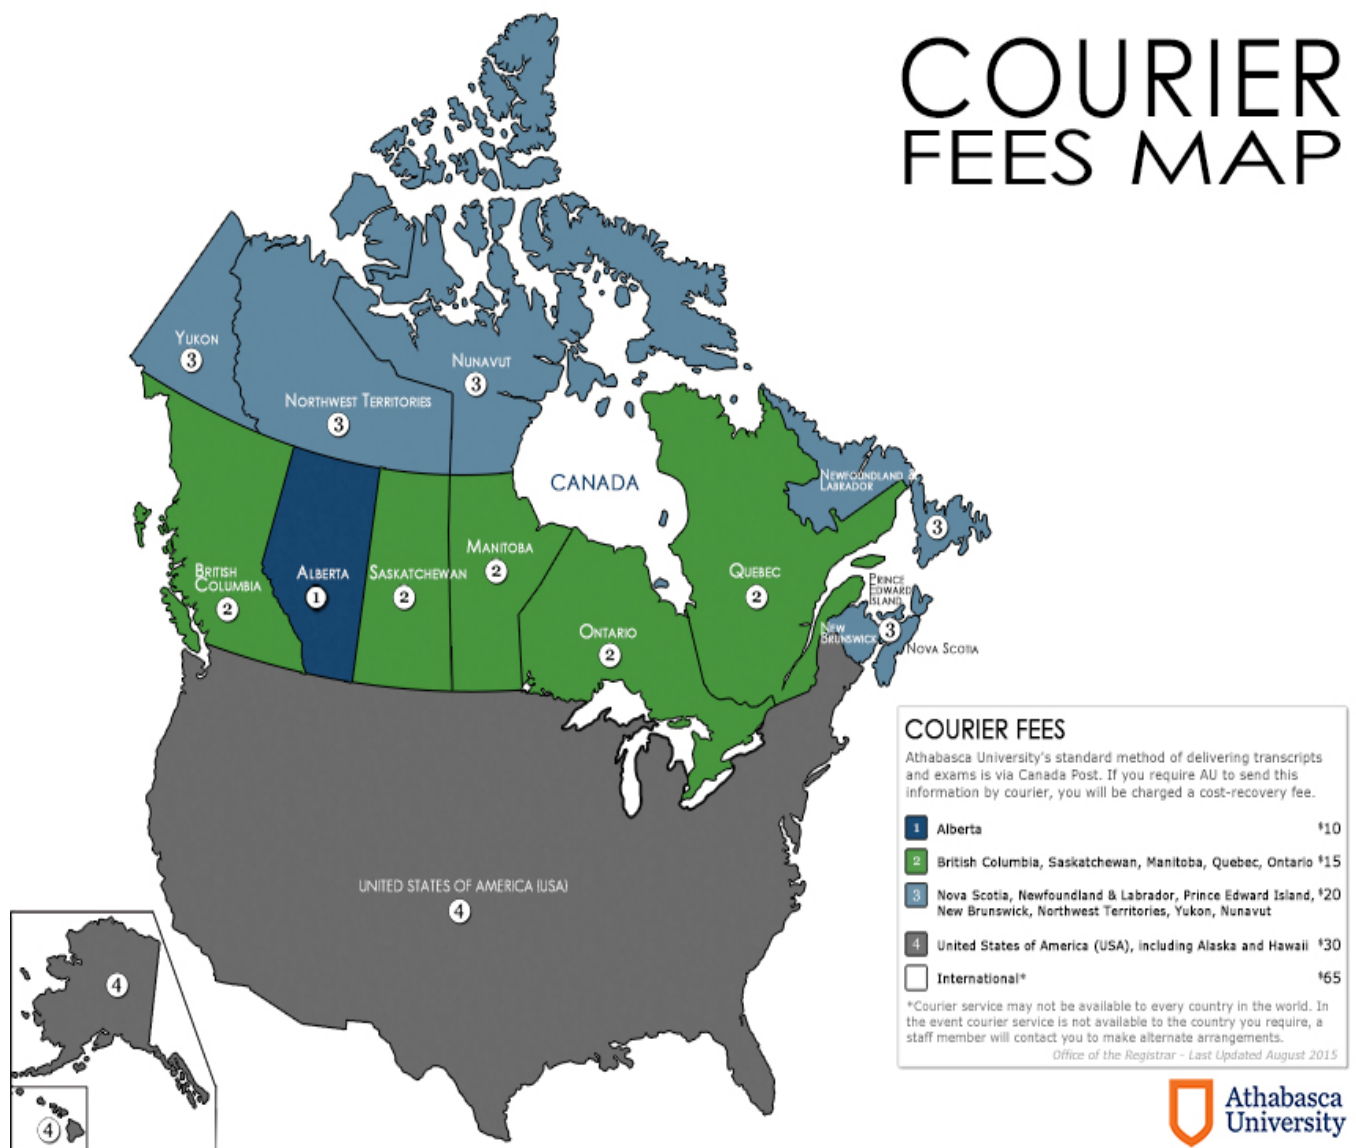 COURIER
FEES MAP
YUKON
3
NUNAVUT
3
NORTHWEST TERRITORIES
3
CANADA
NEWFOUNDLAND &
LABRADOR
3
BRITISH
COLUMBIA
2
ALBERTA
1
SASKATCHEWAN
2
MANITOBA
2
ONTARIO
2
QUEBEC
2
PRINCE
EDWARD
ISLAND
NEW
BRUNSWICK
3
NOVA SCOTIA
UNITED STATES OF AMERICA (USA)
4
4
4
COURIER FEES
Athabasca University's standard method of delivering transcripts
and exams is via Canada Post. If you require AU to send this
information by courier, you will be charged a cost-recovery fee.
1 Alberta $10
2 British Columbia, Saskatchewan, Manitoba, Quebec, Ontario $15
3 Nova Scotia, Newfoundland & Labrador, Prince Edward Island, $20
New Brunswick, Northwest Territories, Yukon, Nunavut
4 United States of America (USA), including Alaska and Hawaii $30
International* $65
*Courier service may not be available to every country in the world. In
the event courier service is not available to the country you require, a
staff member will contact you to make alternate arrangements.
Office of the Registrar - Last Updated August 2015
Athabasca
University